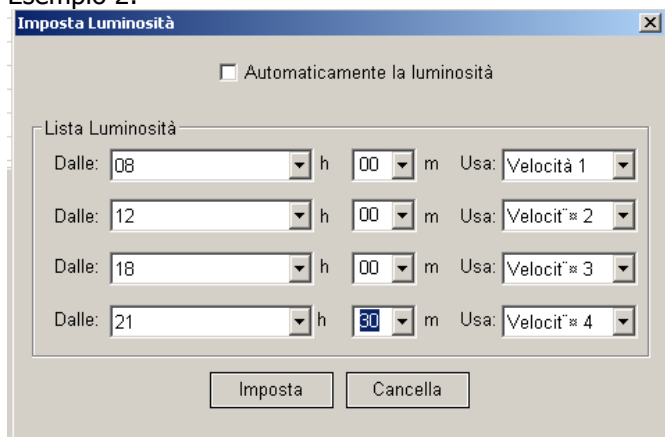 Esempio 2:
Imposta Luminosità
Automaticamente la luminosità
Lista Luminosità
Dalle: 08 h 00 m Usa: Velocità 1
Dalle: 12 h 00 m Usa: Velocit¨¤ 2
Dalle: 18 h 00 m Usa: Velocit¨¤ 3
Dalle: 21 h 30 m Usa: Velocit¨¤ 4
Imposta Cancella